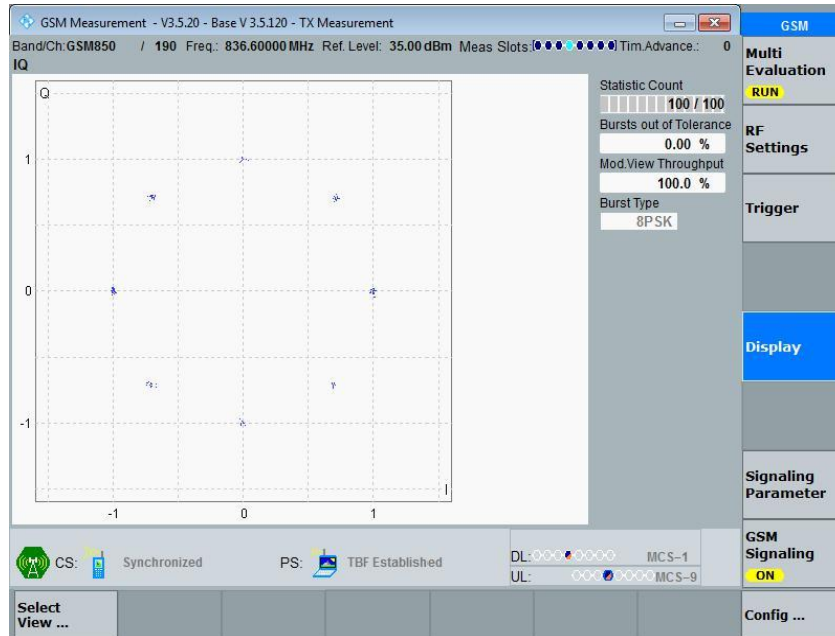 GSM Measurement - V3.5.20 - Base V 3.5.120 - TX Measurement
Band/Ch:GSM850 / 190 Freq.: 836.60000 MHz Ref. Level: 35.00 dBm Meas Slots: Tim.Advance.: 0
IQ
Q
1
0
-1
-1 0 1
I
Statistic Count
100 / 100
Bursts out of Tolerance
0.00 %
Mod.View Throughput
100.0 %
Burst Type
8PSK
CS: Synchronized PS: TBF Established
DL: MCS-1
UL: MCS-9
Select
View ...
GSM
Multi
Evaluation
RUN
RF
Settings
Trigger
Display
Signaling
Parameter
GSM
Signaling
ON
Config ...